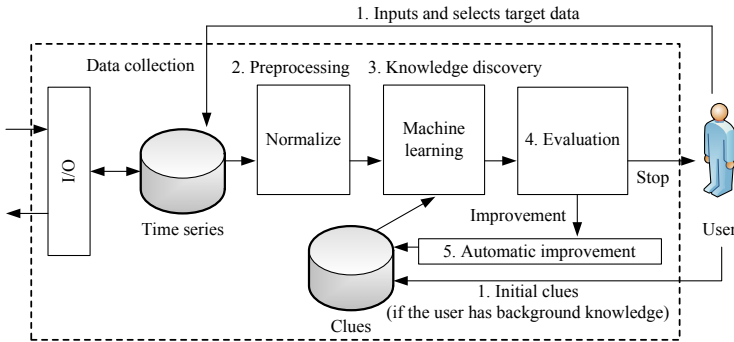 1. Inputs and selects target data
Data collection
2. Preprocessing
3. Knowledge discovery
I/O
Normalize
Machine
learning
4. Evaluation
Stop
Time series
Improvement
User
5. Automatic improvement
1. Initial clues
(if the user has background knowledge)
Clues